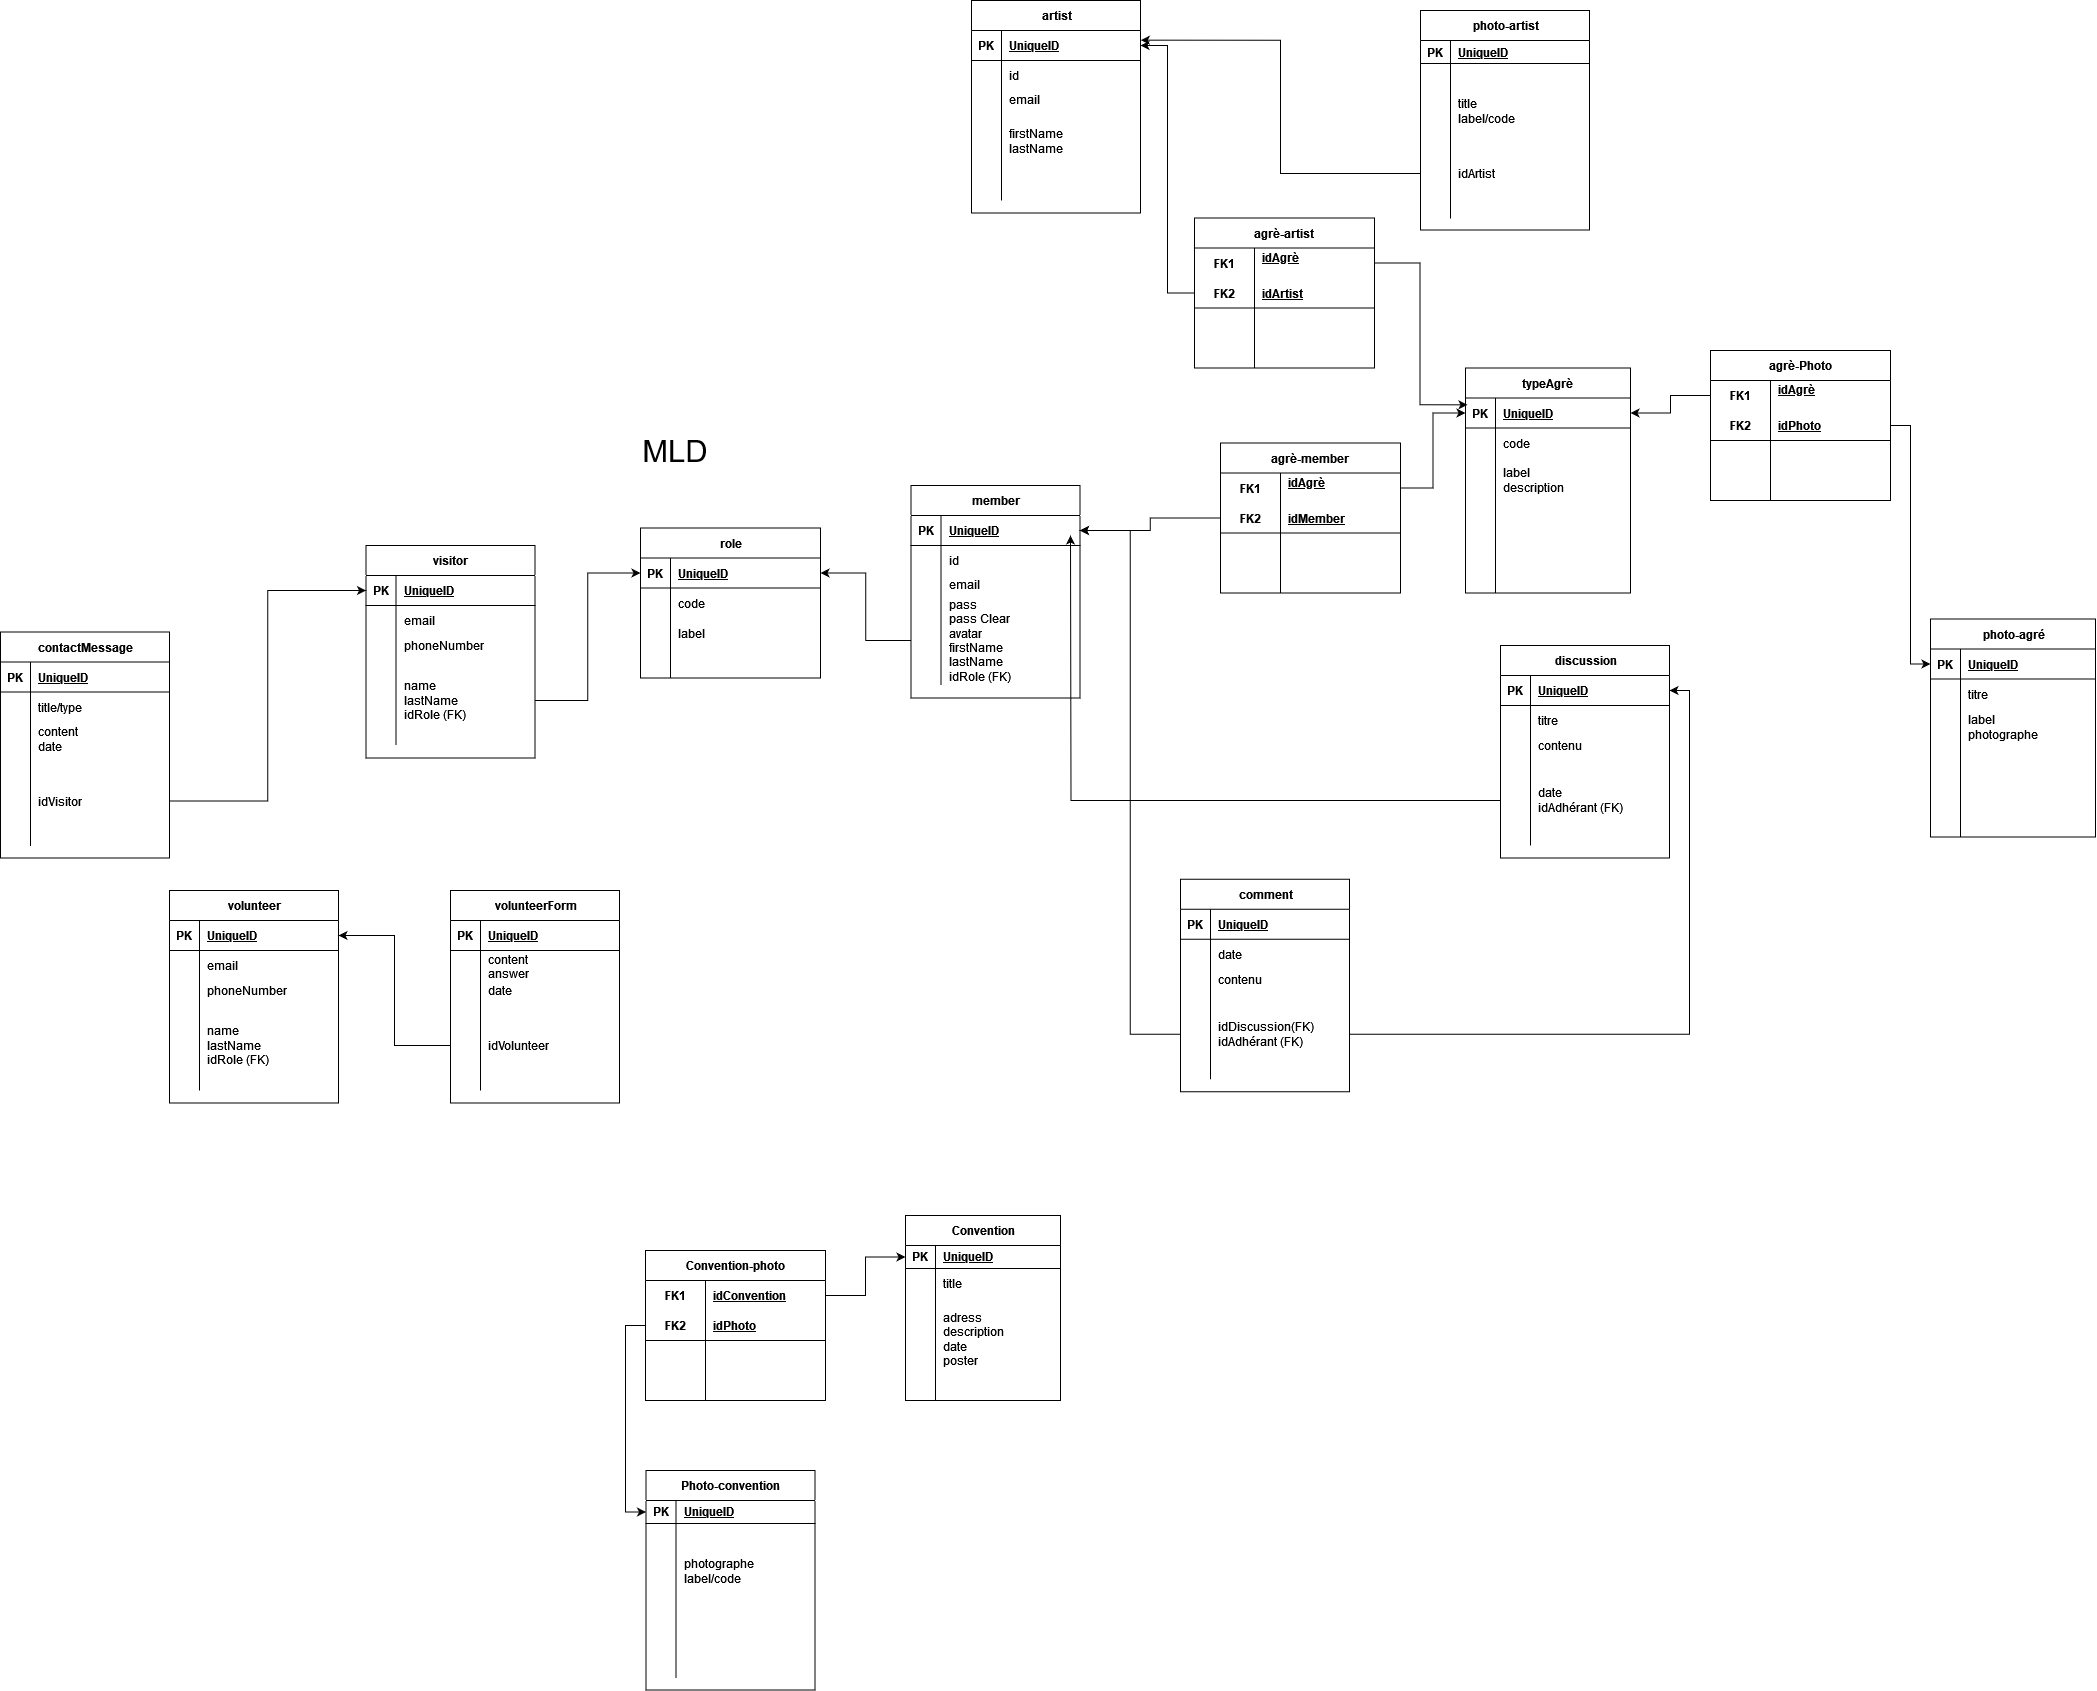 artist
PK UniqueID
id
email
firstName
lastName
photo-artist
PK UniqueID
title
label/code
idArtist
agrè-artist
FK1 idAgrè
FK2 idArtist
typeAgrè
PK UniqueID
code
label
description
agrè-Photo
FK1 idAgrè
FK2 idPhoto
MLD
agrè-member
FK1 idAgrè
FK2 idMember
member
PK UniqueID
id
email
pass
pass Clear
avatar
firstName
lastName
idRole (FK)
role
PK UniqueID
code
label
visitor
PK UniqueID
email
phoneNumber
name
lastName
idRole (FK)
contactMessage
PK UniqueID
title/type
content
date
idVisitor
discussion
PK UniqueID
titre
contenu
date
idAdhérant (FK)
photo-agré
PK UniqueID
titre
label
photographe
volunteer
PK UniqueID
email
phoneNumber
name
lastName
idRole (FK)
volunteerForm
PK UniqueID
content
answer
date
idVolunteer
comment
PK UniqueID
date
contenu
idDiscussion(FK)
idAdhérant (FK)
Convention-photo
FK1 idConvention
FK2 idPhoto
Convention
PK UniqueID
title
adress
description
date
poster
Photo-convention
PK UniqueID
photographe
label/code